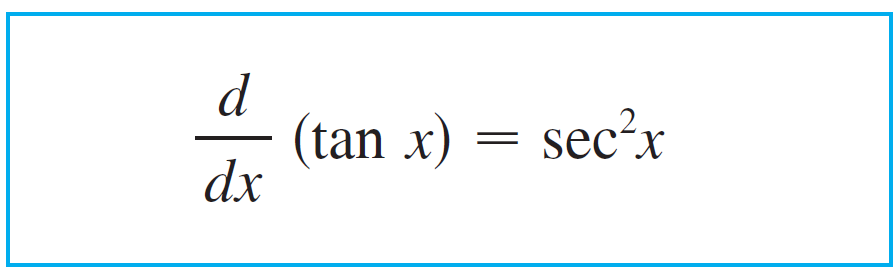 d/dx (tan x) = sec²x